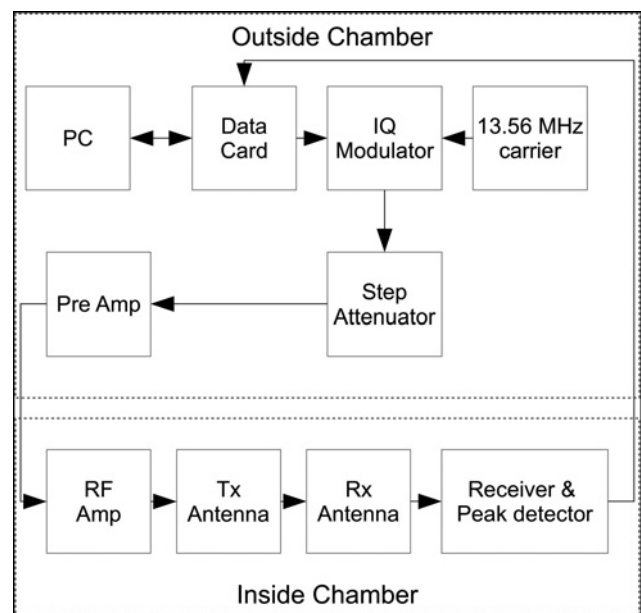 Outside Chamber
PC
Data
Card
IQ
Modulator
13.56 MHz
carrier
Pre Amp
Step
Attenuator
RF
Amp
Tx
Antenna
Rx
Antenna
Receiver &
Peak detector
Inside Chamber